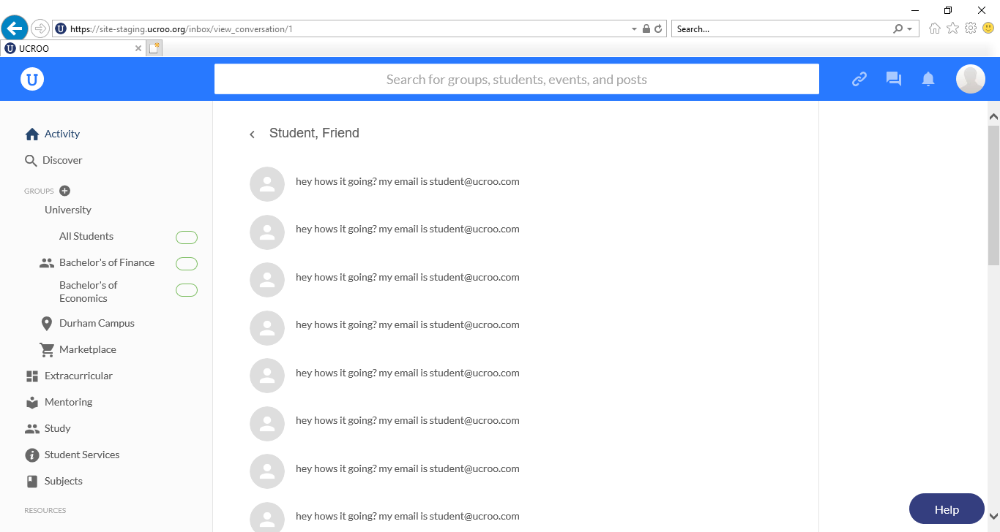 https://site-staging.ucroo.org/inbox/view_conversation/1
Search...
UCROO
U
Search for groups, students, events, and posts
Activity
Discover
GROUPS
University
All Students
Bachelor's of Finance
Bachelor's of
Economics
Durham Campus
Marketplace
Extracurricular
Mentoring
Study
Student Services
Subjects
RESOURCES
Student, Friend
hey hows it going? my email is student@ucroo.com
hey hows it going? my email is student@ucroo.com
hey hows it going? my email is student@ucroo.com
hey hows it going? my email is student@ucroo.com
hey hows it going? my email is student@ucroo.com
hey hows it going? my email is student@ucroo.com
hey hows it going? my email is student@ucroo.com
hey hows it going? my email is student@ucroo.com
Help